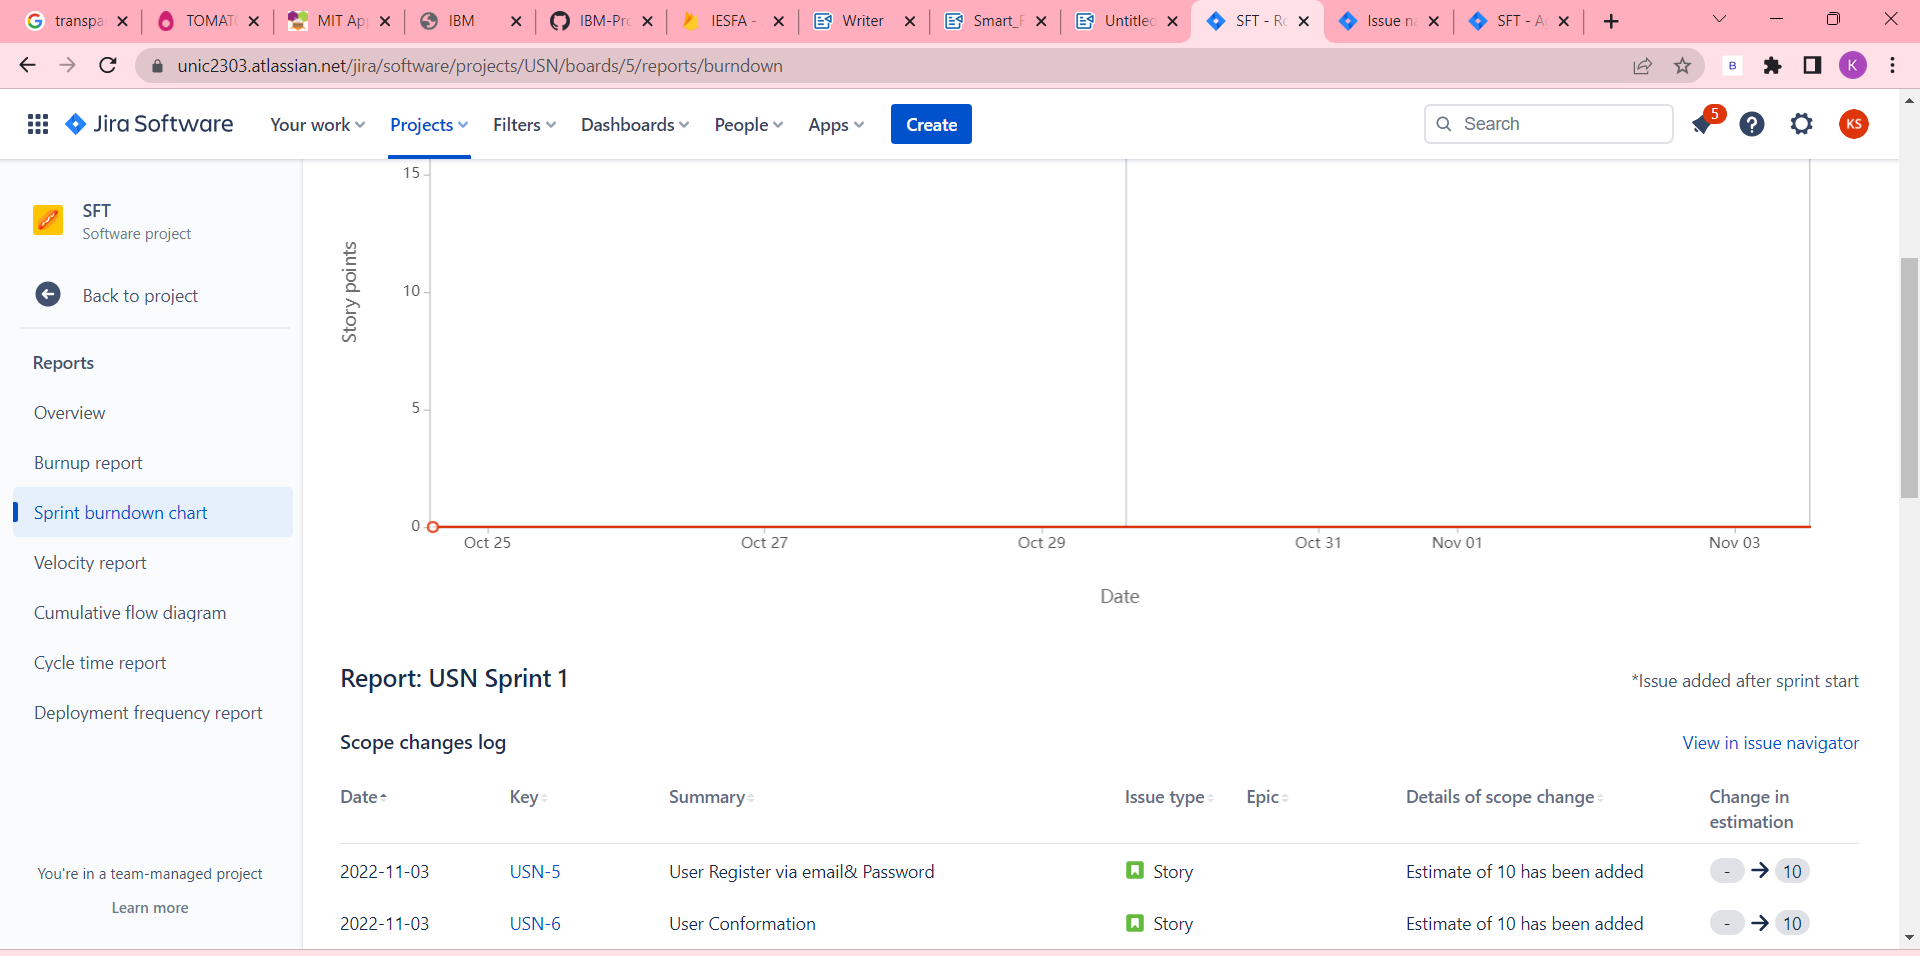 transpa
TOMAT
MIT Ap
IBM
IBM-Pro
IESFA -
Writer
Smart_F
Untitled
SFT - Ro
Issue na
SFT - A
unic2303.atlassian.net/jira/software/projects/USN/boards/5/reports/burndown
B
K
Jira Software
Your work
Projects
Filters
Dashboards
People
Apps
Create
Search
5
KS
SFT
Software project
Back to project
Reports
Overview
Burnup report
Sprint burndown chart
Velocity report
Cumulative flow diagram
Cycle time report
Deployment frequency report
You're in a team-managed project
Learn more
15
10
5
0
Story points
Oct 25 Oct 27 Oct 29 Oct 31 Nov 01 Nov 03
Date
Report: USN Sprint 1
*Issue added after sprint start
Scope changes log
View in issue navigator
Date Key Summary Issue type Epic Details of scope change Change in estimation
2022-11-03 USN-5 User Register via email& Password Story Estimate of 10 has been added - → 10
2022-11-03 USN-6 User Conformation Story Estimate of 10 has been added - → 10